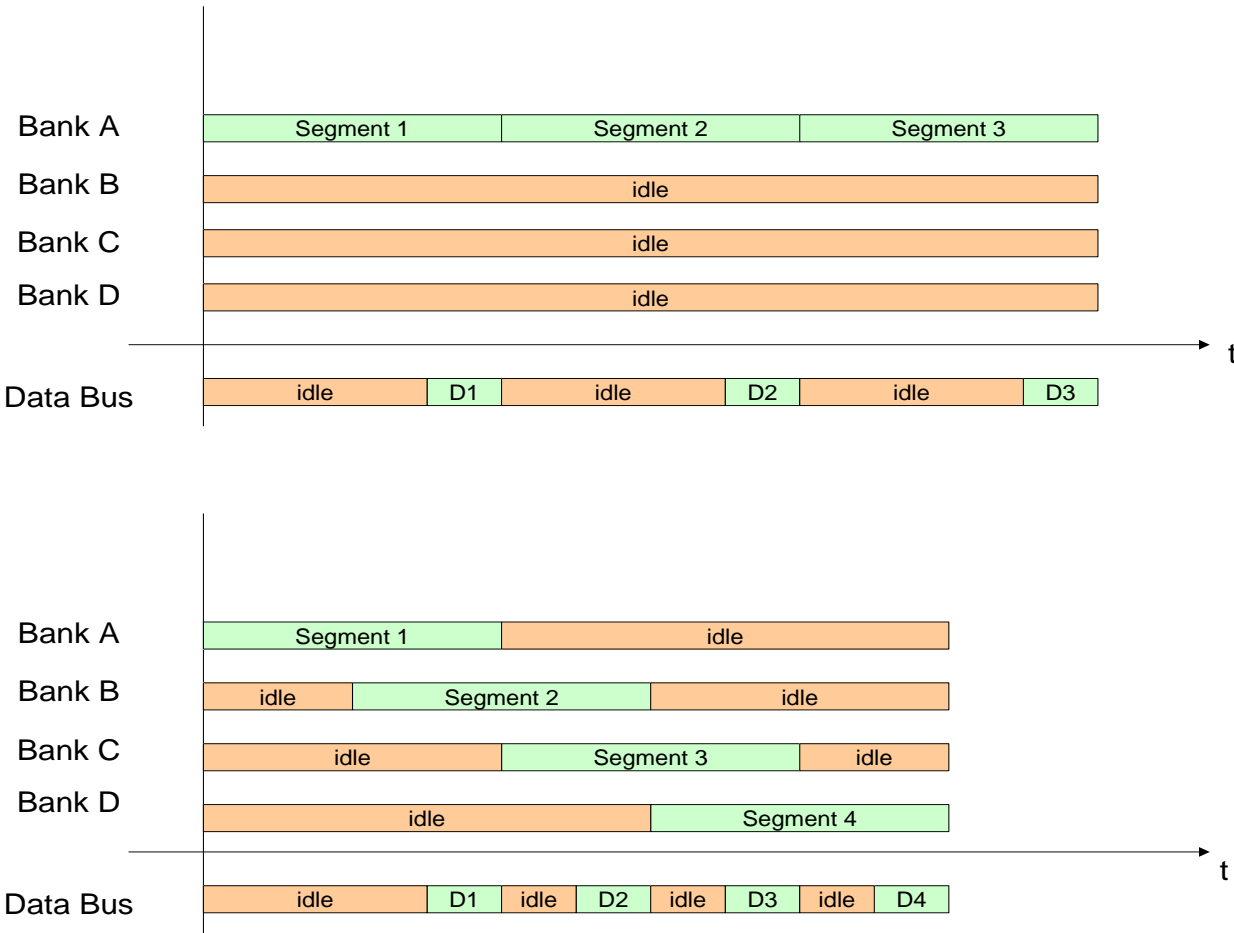 Bank A Segment 1 Segment 2 Segment 3
Bank B idle
Bank C idle
Bank D idle
t
Data Bus idle D1 idle D2 idle D3
Bank A Segment 1 idle
Bank B idle Segment 2 idle
Bank C idle Segment 3 idle
Bank D idle Segment 4
t
Data Bus idle D1 idle D2 idle D3 idle D4